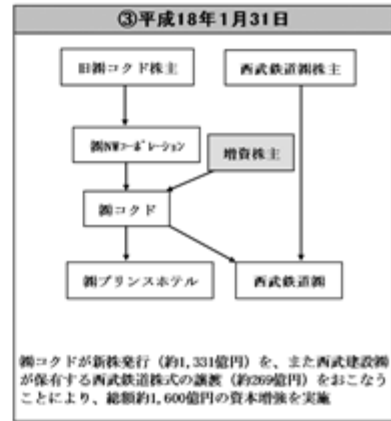 ③平成18年1月31日
旧㈱コクド株主
西武鉄道㈱株主
㈱NWｺｰﾎﾟﾚｰｼｮﾝ
増資株主
㈱コクド
㈱プリンスホテル
西武鉄道㈱
㈱コクドが新株発行（約1,331億円）を、また西武建設㈱
が保有する西武鉄道株式の譲渡（約269億円）をおこなう
ことにより、総額約1,600億円の資本増強を実施